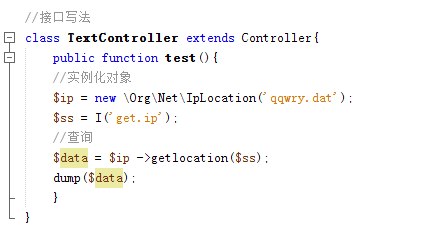 //接口写法
class TextController extends Controller{
public function test(){
//实例化对象
$ip = new \Org\Net\IpLocation('qqwry.dat');
$ss = I('get.ip');
//查询
$data = $ip ->getlocation($ss);
dump($data);
}
}